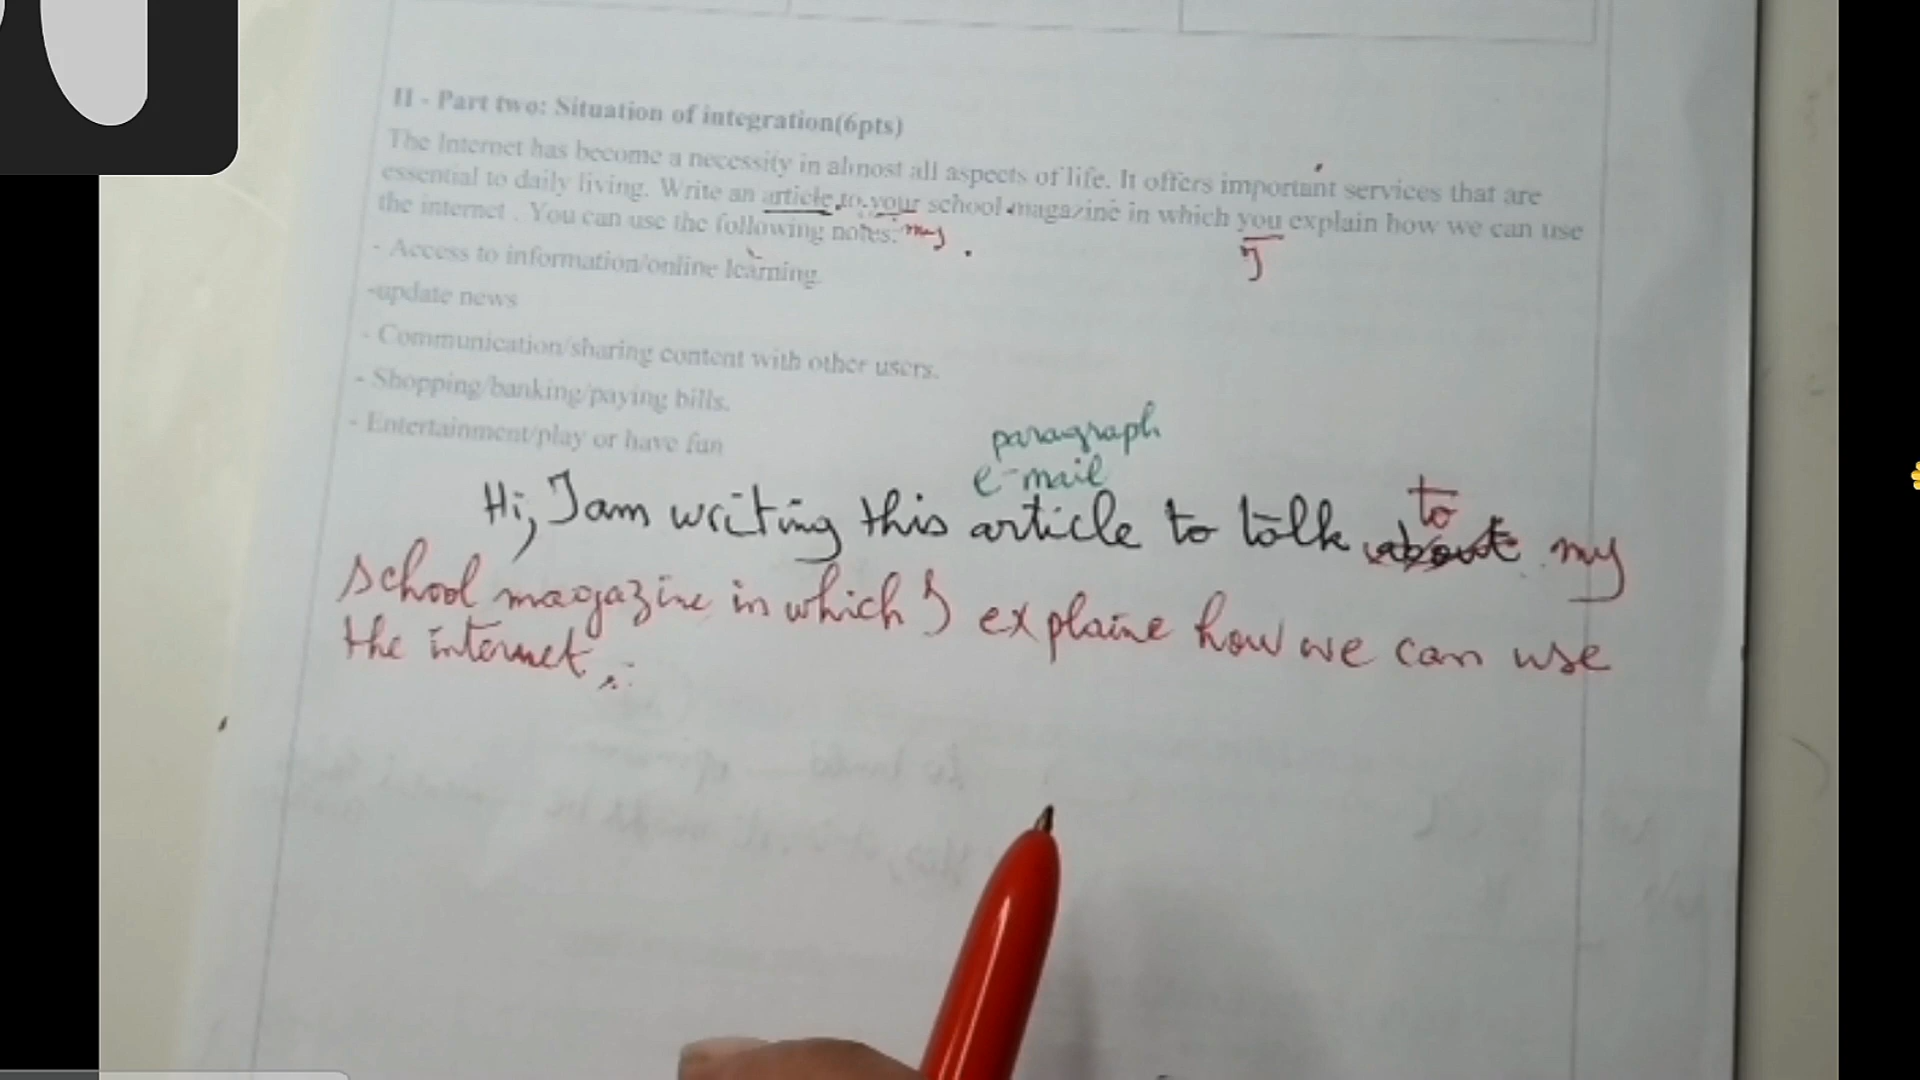 II - Part two: Situation of integration(6pts)
The Internet has become a necessity in almost all aspects of life. It offers important services that are
essential to daily living. Write an article to your school magazine in which you explain how we can use
the internet . You can use the following notes: my
I
- Access to information/online learning.
-update news
- Communication/sharing content with other users.
- Shopping/banking/paying bills.
- Entertainment/play or have fun
paragraph
e-mail
to
Hi, I am writing this article to talk about my
school magazine in which I explaine how we can use
the internet,: